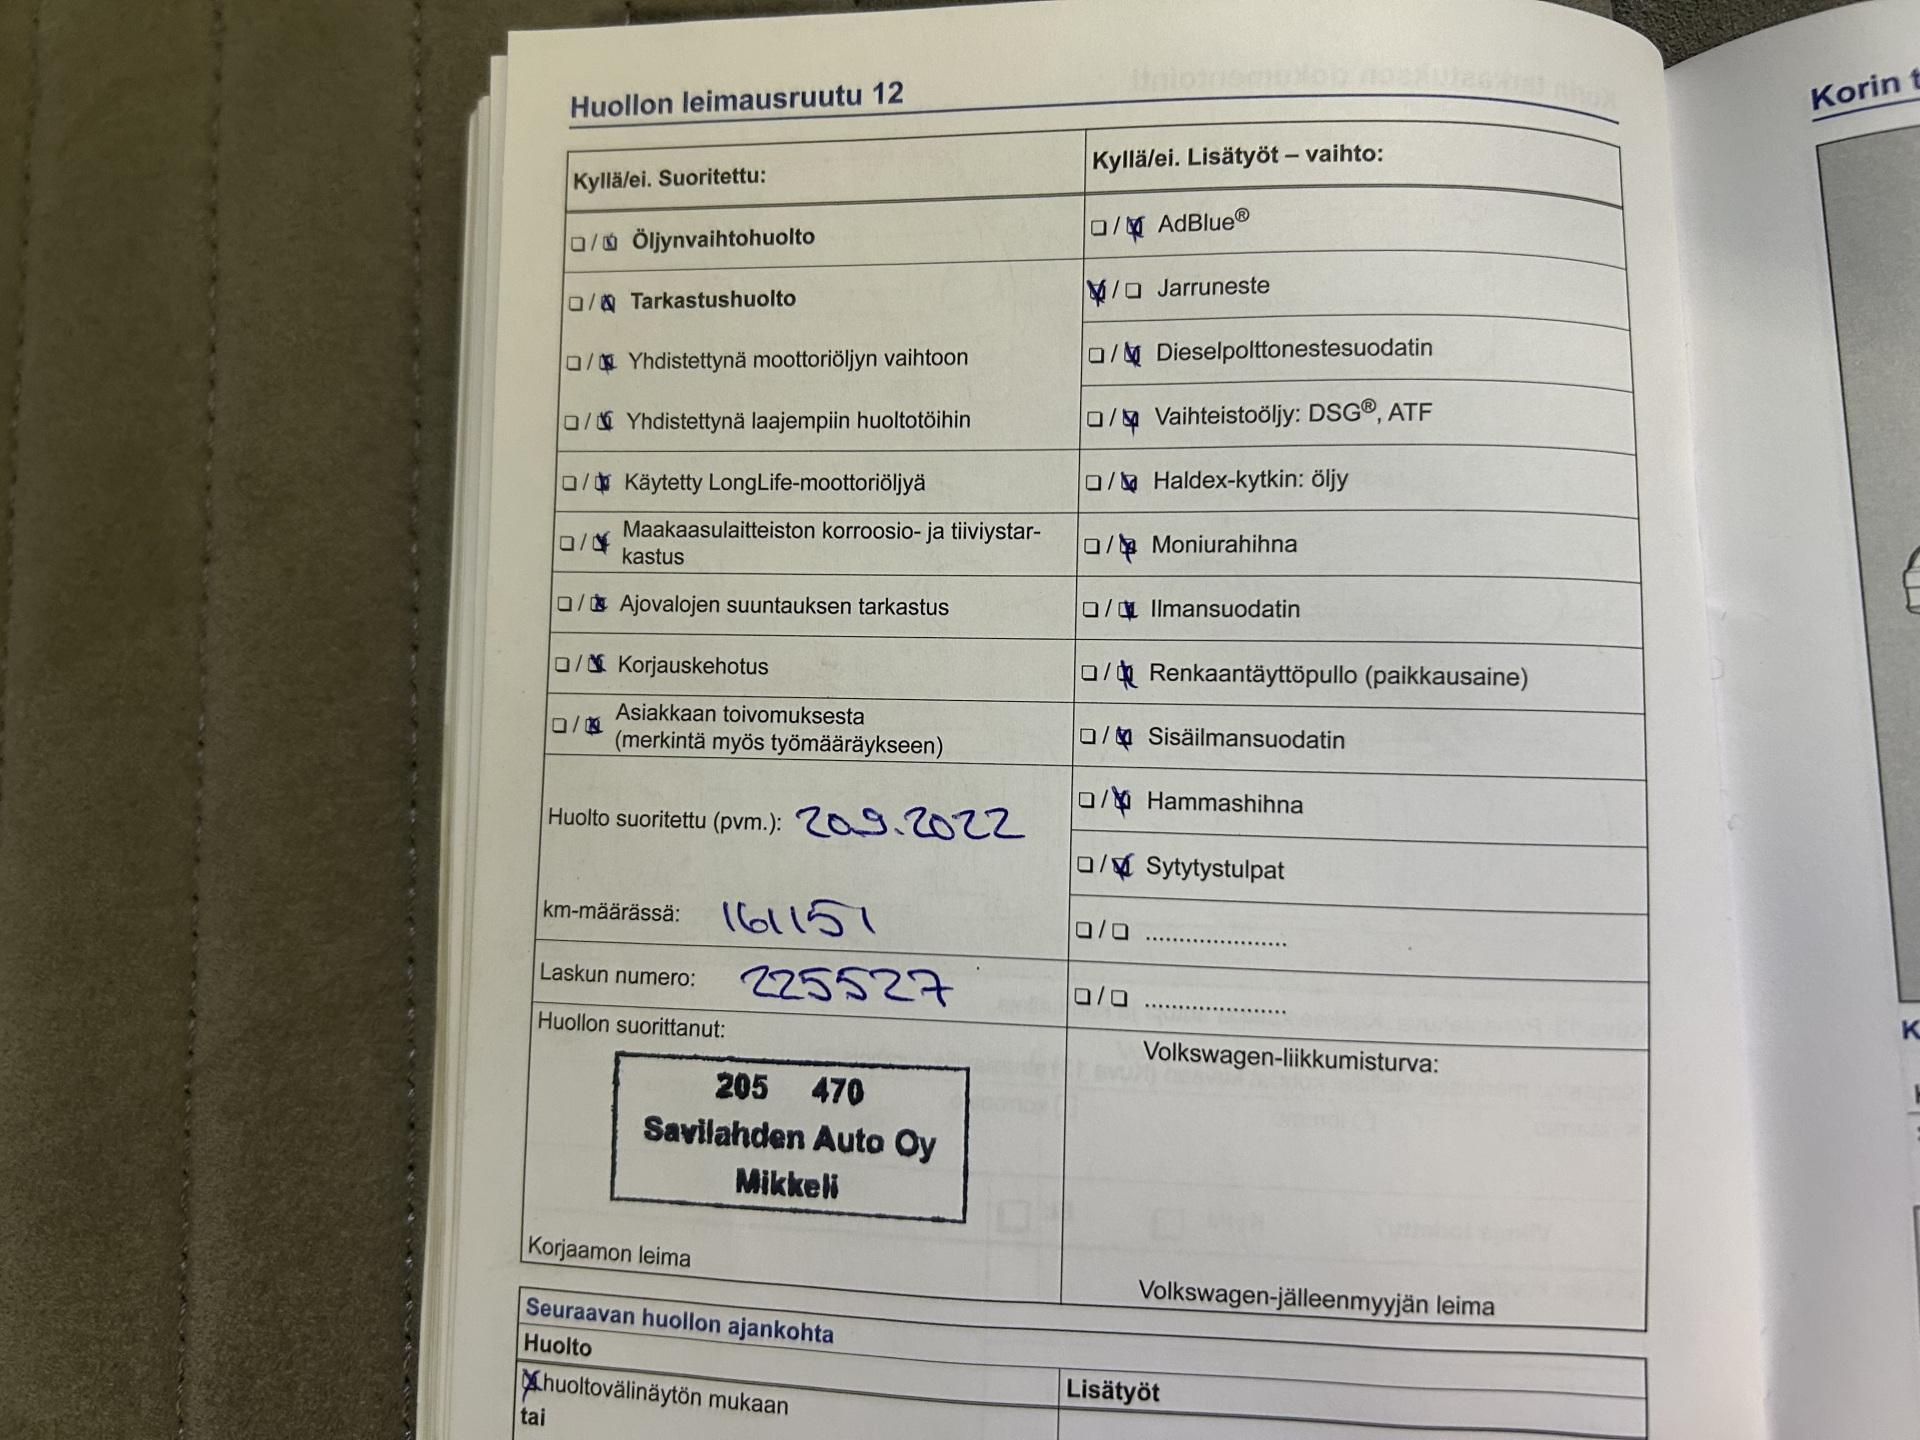 Huollon leimausruutu 12
Kyllä/ei. Suoritettu:
☐ / ☒ Öljynvaihtohuolto
☐ / ☒ Tarkastushuolto
☐ / ☒ Yhdistettynä moottoriöljyn vaihtoon
☐ / ☒ Yhdistettynä laajempiin huoltotöihin
☐ / ☒ Käytetty LongLife-moottoriöljyä
☐ / ☒ Maakaasulaitteiston korroosio- ja tiiviystar-
kastus
☐ / ☒ Ajovalojen suuntauksen tarkastus
☐ / ☒ Korjauskehotus
☐ / ☒ Asiakkaan toivomuksesta
(merkintä myös työmääräykseen)
Huolto suoritettu (pvm.): 20.9.2022
km-määrässä: 161151
Laskun numero: 225527
Huollon suorittanut:
205 470
Savilahden Auto Oy
Mikkeli
Korjaamon leima
Kyllä/ei. Lisätyöt – vaihto:
☐ / ☒ AdBlue®
☒ / ☐ Jarruneste
☐ / ☒ Dieselpolttonestesuodatin
☐ / ☒ Vaihteistoöljy: DSG®, ATF
☐ / ☒ Haldex-kytkin: öljy
☐ / ☒ Moniurahihna
☐ / ☒ Ilmansuodatin
☐ / ☒ Renkaantäyttöpullo (paikkausaine)
☐ / ☒ Sisäilmansuodatin
☐ / ☒ Hammashihna
☐ / ☒ Sytytystulpat
☐ / ☐ ......................
☐ / ☐ ......................
Volkswagen-liikkumisturva:
Volkswagen-jälleenmyyjän leima
Seuraavan huollon ajankohta
Huolto
☒ huoltovälinäytön mukaan
tai
Lisätyöt
Korin